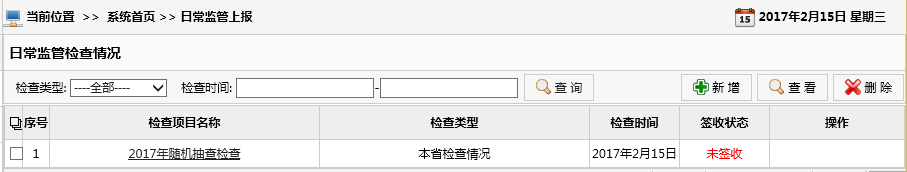 当前位置 >> 系统首页 >> 日常监管上报 15 2017年2月15日 星期三
日常监管检查情况
检查类型: ----全部---- 检查时间: - 查 询 新 增 查 看 删 除
序号 检查项目名称 检查类型 检查时间 签收状态 操作
1 2017年随机抽查检查 本省检查情况 2017年2月15日 未签收